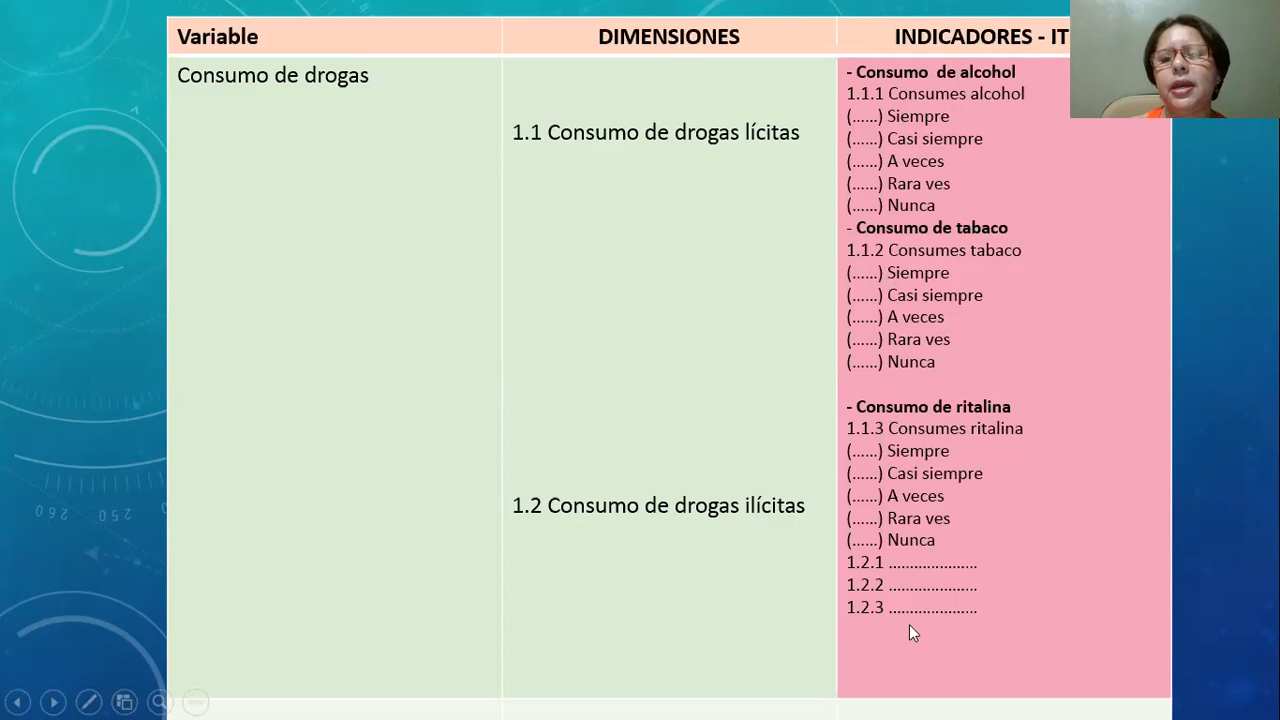 Variable
DIMENSIONES
INDICADORES - IT
Consumo de drogas
1.1 Consumo de drogas lícitas
1.2 Consumo de drogas ilícitas
- Consumo de alcohol
1.1.1 Consumes alcohol
(......) Siempre
(......) Casi siempre
(......) A veces
(......) Rara ves
(......) Nunca
- Consumo de tabaco
1.1.2 Consumes tabaco
(......) Siempre
(......) Casi siempre
(......) A veces
(......) Rara ves
(......) Nunca
- Consumo de ritalina
1.1.3 Consumes ritalina
(......) Siempre
(......) Casi siempre
(......) A veces
(......) Rara ves
(......) Nunca
1.2.1 .....................
1.2.2 .....................
1.2.3 .....................
260 250